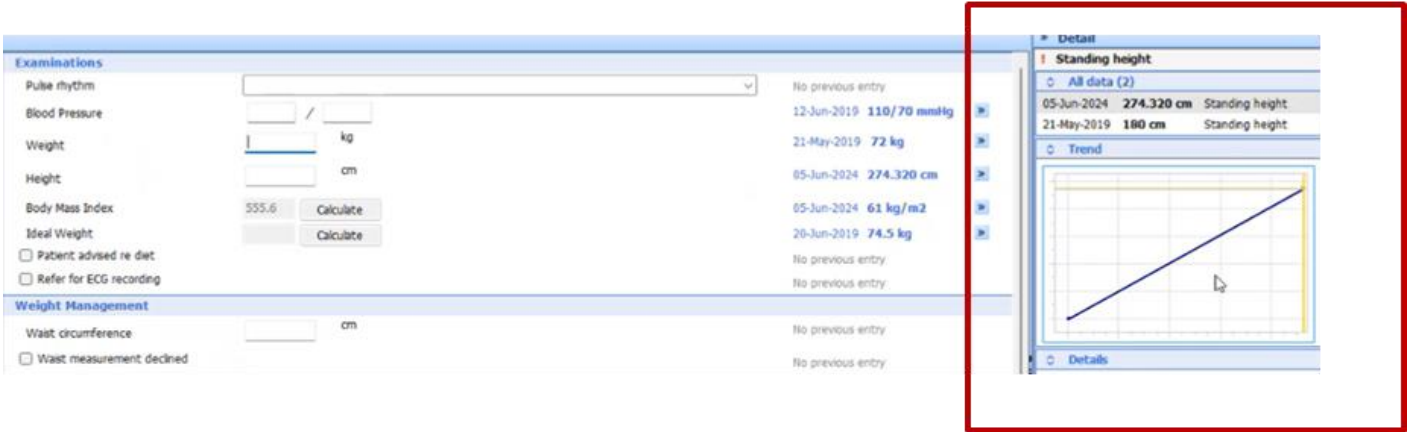 Examinations
Pulse rhythm No previous entry
Blood Pressure / 12-Jun-2019 110/70 mmHg
Weight kg 21-May-2019 72 kg
Height cm 05-Jun-2024 274.320 cm
Body Mass Index 555.6 Calculate 05-Jun-2024 61 kg/m2
Ideal Weight Calculate 20-Jun-2019 74.5 kg
Patient advised re diet No previous entry
Refer for ECG recording No previous entry
Weight Management
Waist circumference cm No previous entry
Waist measurement declined No previous entry
Detail
! Standing height
All data (2)
05-Jun-2024 274.320 cm Standing height
21-May-2019 180 cm Standing height
Trend
Details